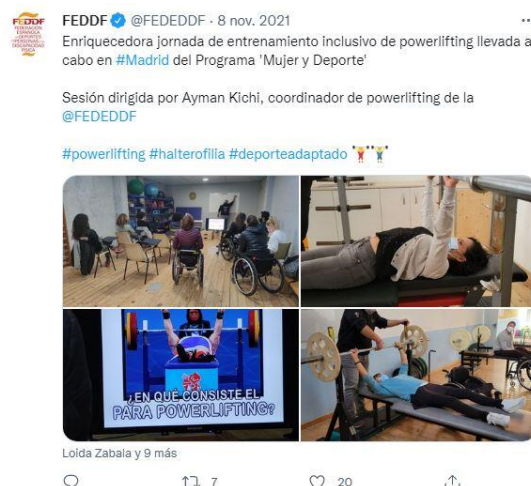 FEDDF @FEDEDDF · 8 nov. 2021
Enriquecedora jornada de entrenamiento inclusivo de powerlifting llevada a
cabo en #Madrid del Programa 'Mujer y Deporte'
Sesión dirigida por Ayman Kichi, coordinador de powerlifting de la
@FEDEDDF
#powerlifting #halterofilia #deporteadaptado
¿EN QUÉ CONSISTE EL
PARA POWERLIFTING?
Loida Zabala y 9 más
7 20